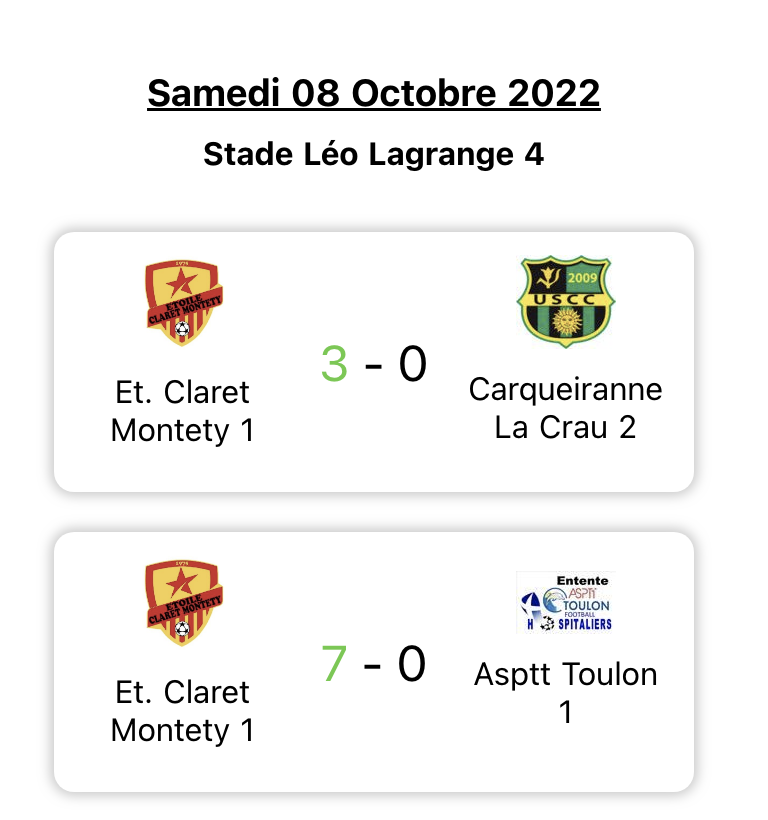 Samedi 08 Octobre 2022
Stade Léo Lagrange 4
1974
ETOILE
CLARET MONTETY
2009
USCC
3 - 0
Et. Claret
Montety 1
Carqueiranne
La Crau 2
1974
ETOILE
CLARET MONTETY
Entente
ASPTT
TOULON
FOOTBALL
H SPITALIERS
7 - 0
Et. Claret
Montety 1
Asptt Toulon
1